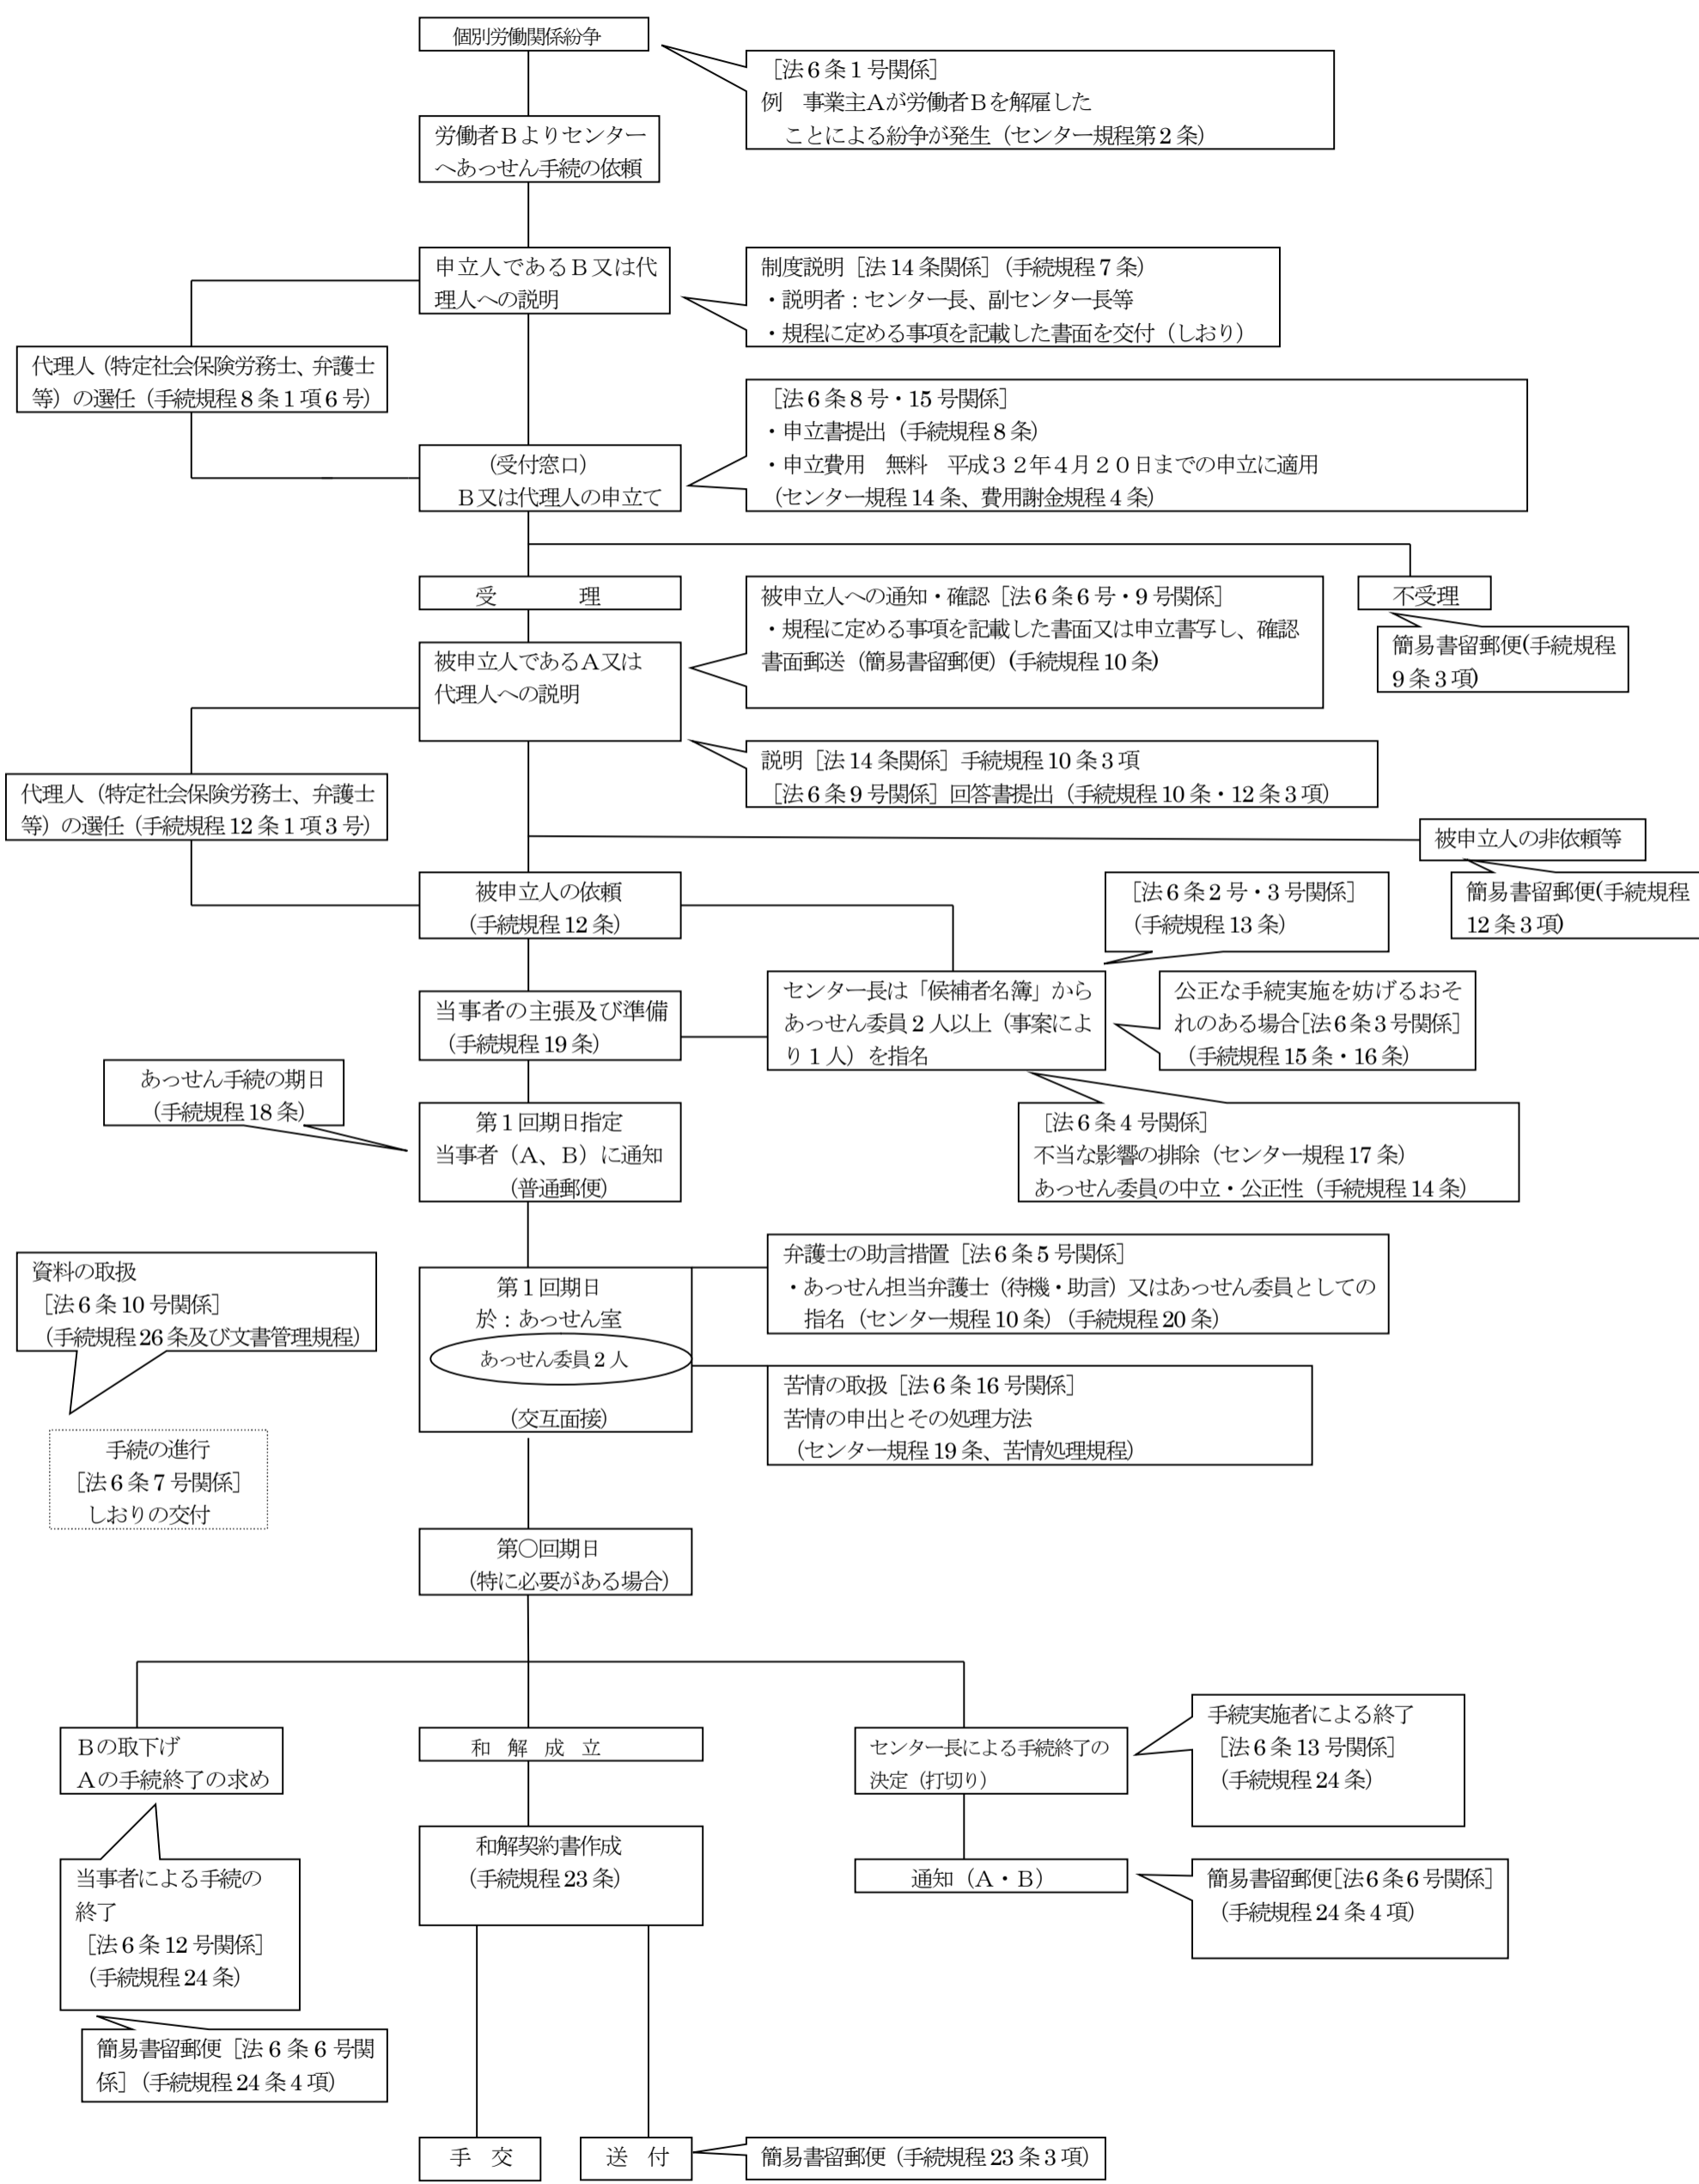 個別労働関係紛争
［法６条１号関係］
例　事業主Ａが労働者Ｂを解雇した
ことによる紛争が発生（センター規程第２条）
労働者Ｂよりセンター
へあっせん手続の依頼
申立人であるＢ又は代
理人への説明
制度説明［法14条関係］（手続規程７条）
・説明者：センター長、副センター長等
・規程に定める事項を記載した書面を交付（しおり）
代理人（特定社会保険労務士、弁護士
等）の選任（手続規程８条１項６号）
［法６条８号・15号関係］
・申立書提出（手続規程８条）
・申立費用　無料　平成３２年４月２０日までの申立に適用
（センター規程14条、費用謝金規程４条）
（受付窓口）
Ｂ又は代理人の申立て
受　　　　理
不受理
被申立人への通知・確認［法６条６号・９号関係］
・規程に定める事項を記載した書面又は申立書写し、確認
書面郵送（簡易書留郵便）(手続規程10条)
簡易書留郵便(手続規程
９条３項)
被申立人であるＡ又は
代理人への説明
説明［法14条関係］手続規程10条３項
［法６条９号関係］回答書提出（手続規程10条・12条３項）
代理人（特定社会保険労務士、弁護士
等）の選任（手続規程12条１項３号）
被申立人の非依頼等
簡易書留郵便(手続規程
12条３項)
被申立人の依頼
（手続規程12条）
［法６条２号・３号関係］
（手続規程13条）
センター長は「候補者名簿」から
あっせん委員２人以上（事案によ
り１人）を指名
公正な手続実施を妨げるおそ
れのある場合［法６条３号関係］
（手続規程15条・16条）
当事者の主張及び準備
（手続規程19条）
あっせん手続の期日
（手続規程18条）
第１回期日指定
当事者（Ａ、Ｂ）に通知
（普通郵便）
［法６条４号関係］
不当な影響の排除（センター規程17条）
あっせん委員の中立・公正性（手続規程14条）
資料の取扱
［法６条10号関係］
（手続規程26条及び文書管理規程）
第１回期日
於：あっせん室
あっせん委員２人
（交互面接）
弁護士の助言措置［法６条５号関係］
・あっせん担当弁護士（待機・助言）又はあっせん委員としての
指名（センター規程10条）（手続規程20条）
苦情の取扱［法６条16号関係］
苦情の申出とその処理方法
（センター規程19条、苦情処理規程）
手続の進行
［法６条７号関係］
しおりの交付
第○回期日
（特に必要がある場合）
Ｂの取下げ
Ａの手続終了の求め
和　解　成　立
センター長による手続終了の
決定（打切り）
手続実施者による終了
［法６条13号関係］
（手続規程24条）
当事者による手続の
終了
［法６条12号関係］
（手続規程24条）
和解契約書作成
（手続規程23条）
通知（Ａ・Ｂ）
簡易書留郵便［法６条６号関係］
（手続規程24条４項）
簡易書留郵便［法６条６号関
係］（手続規程24条４項）
手　交
送　付
簡易書留郵便（手続規程23条３項）